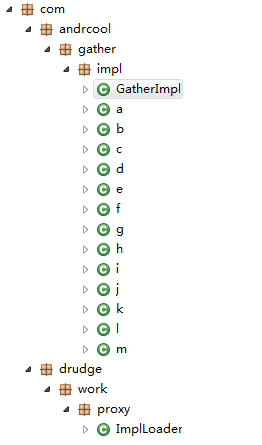 com
andrcool
gather
impl
GatherImpl
a
b
c
d
e
f
g
h
i
j
k
l
m
drudge
work
proxy
ImplLoader